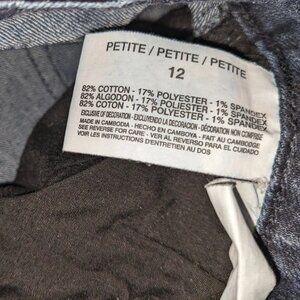 PETITE / PETITE / PETITE
12
82% COTTON - 17% POLYESTER - 1% SPANDEX
82% ALGODON - 17% POLIESTER - 1% SPANDEX
82% COTON - 17% POLYESTER - 1% SPANDEX
EXCLUSIVE OF DECORATION - EXCLUYENDO LA DECORACION - DÉCORATION NON COMPRISE
MADE IN CAMBODIA - HECHO EN CAMBOYA - FAIT AU CAMBODGE
SEE REVERSE FOR CARE - VER AL REVERSO PARA EL CUIDADO
VOIR LES INSTRUCTIONS D'ENTRETIEN AU DOS